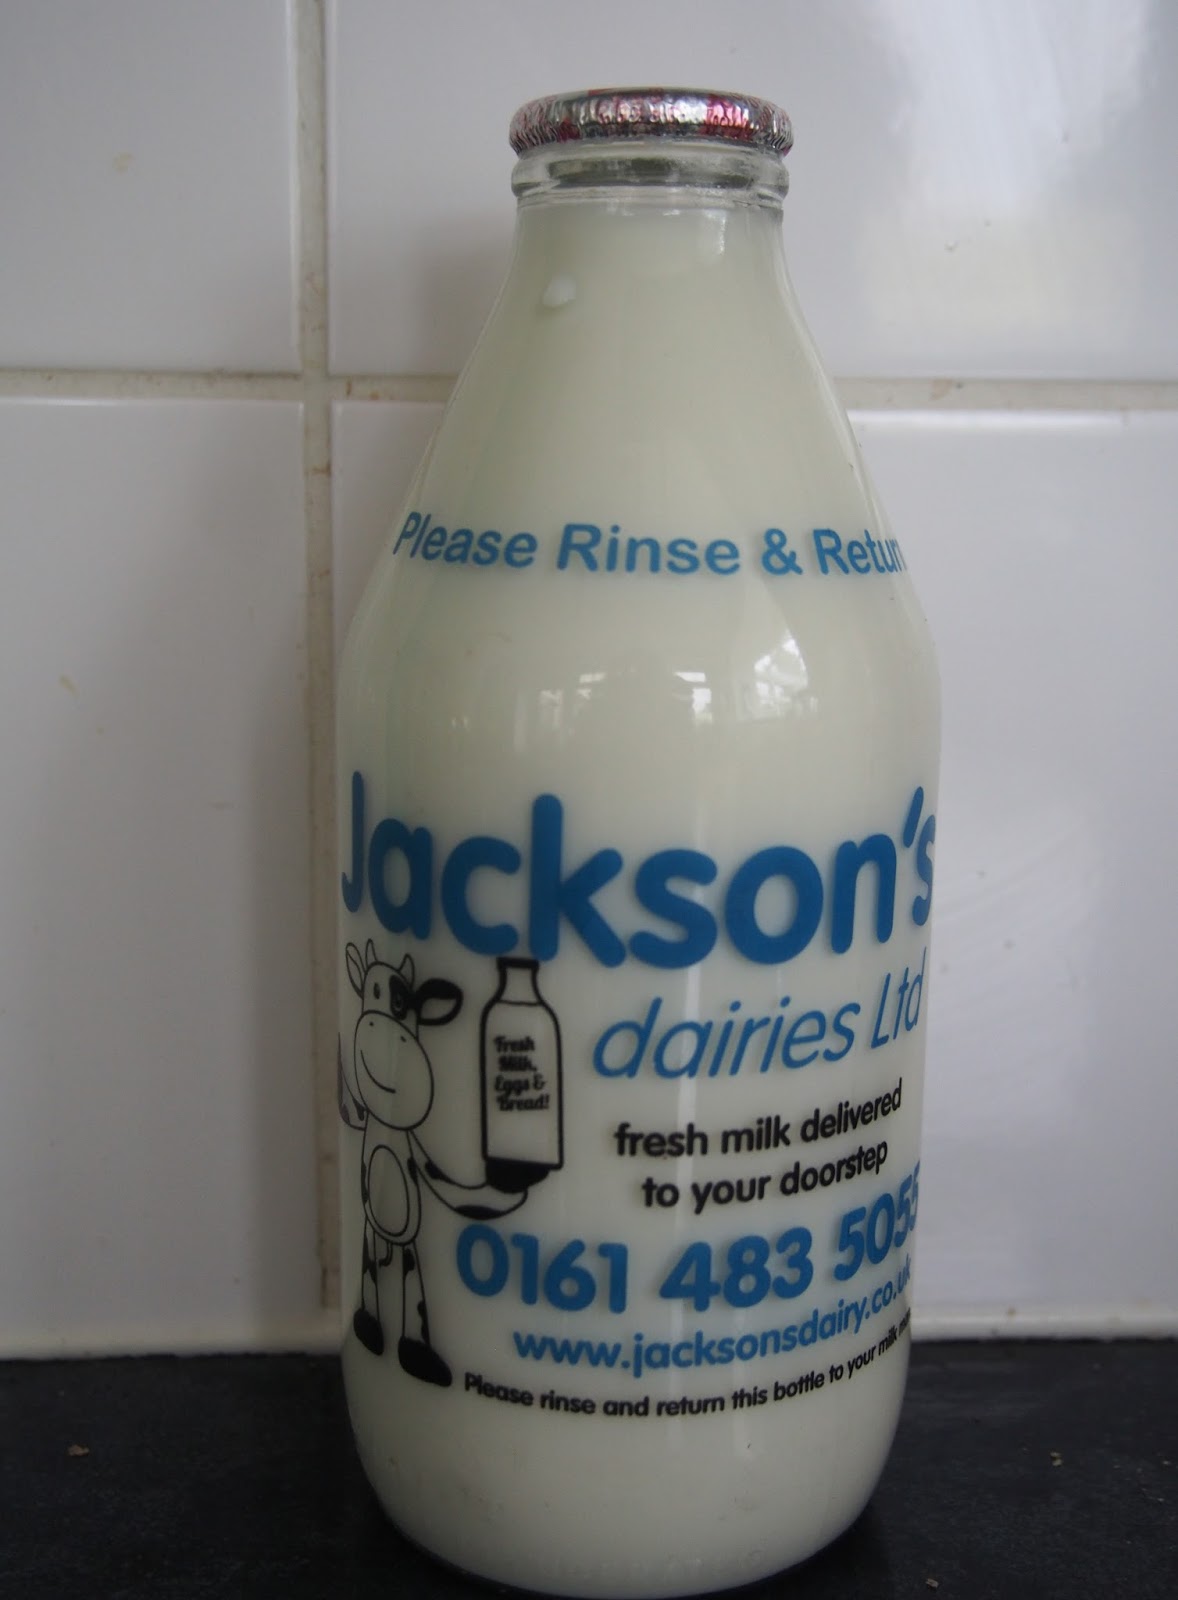 Please Rinse & Return
Jackson's
dairies Ltd
Fresh
Milk,
Eggs &
Bread!
fresh milk delivered
to your doorstep
0161 483 5055
www.jacksonsdairy.co.uk
Please rinse and return this bottle to your milk man